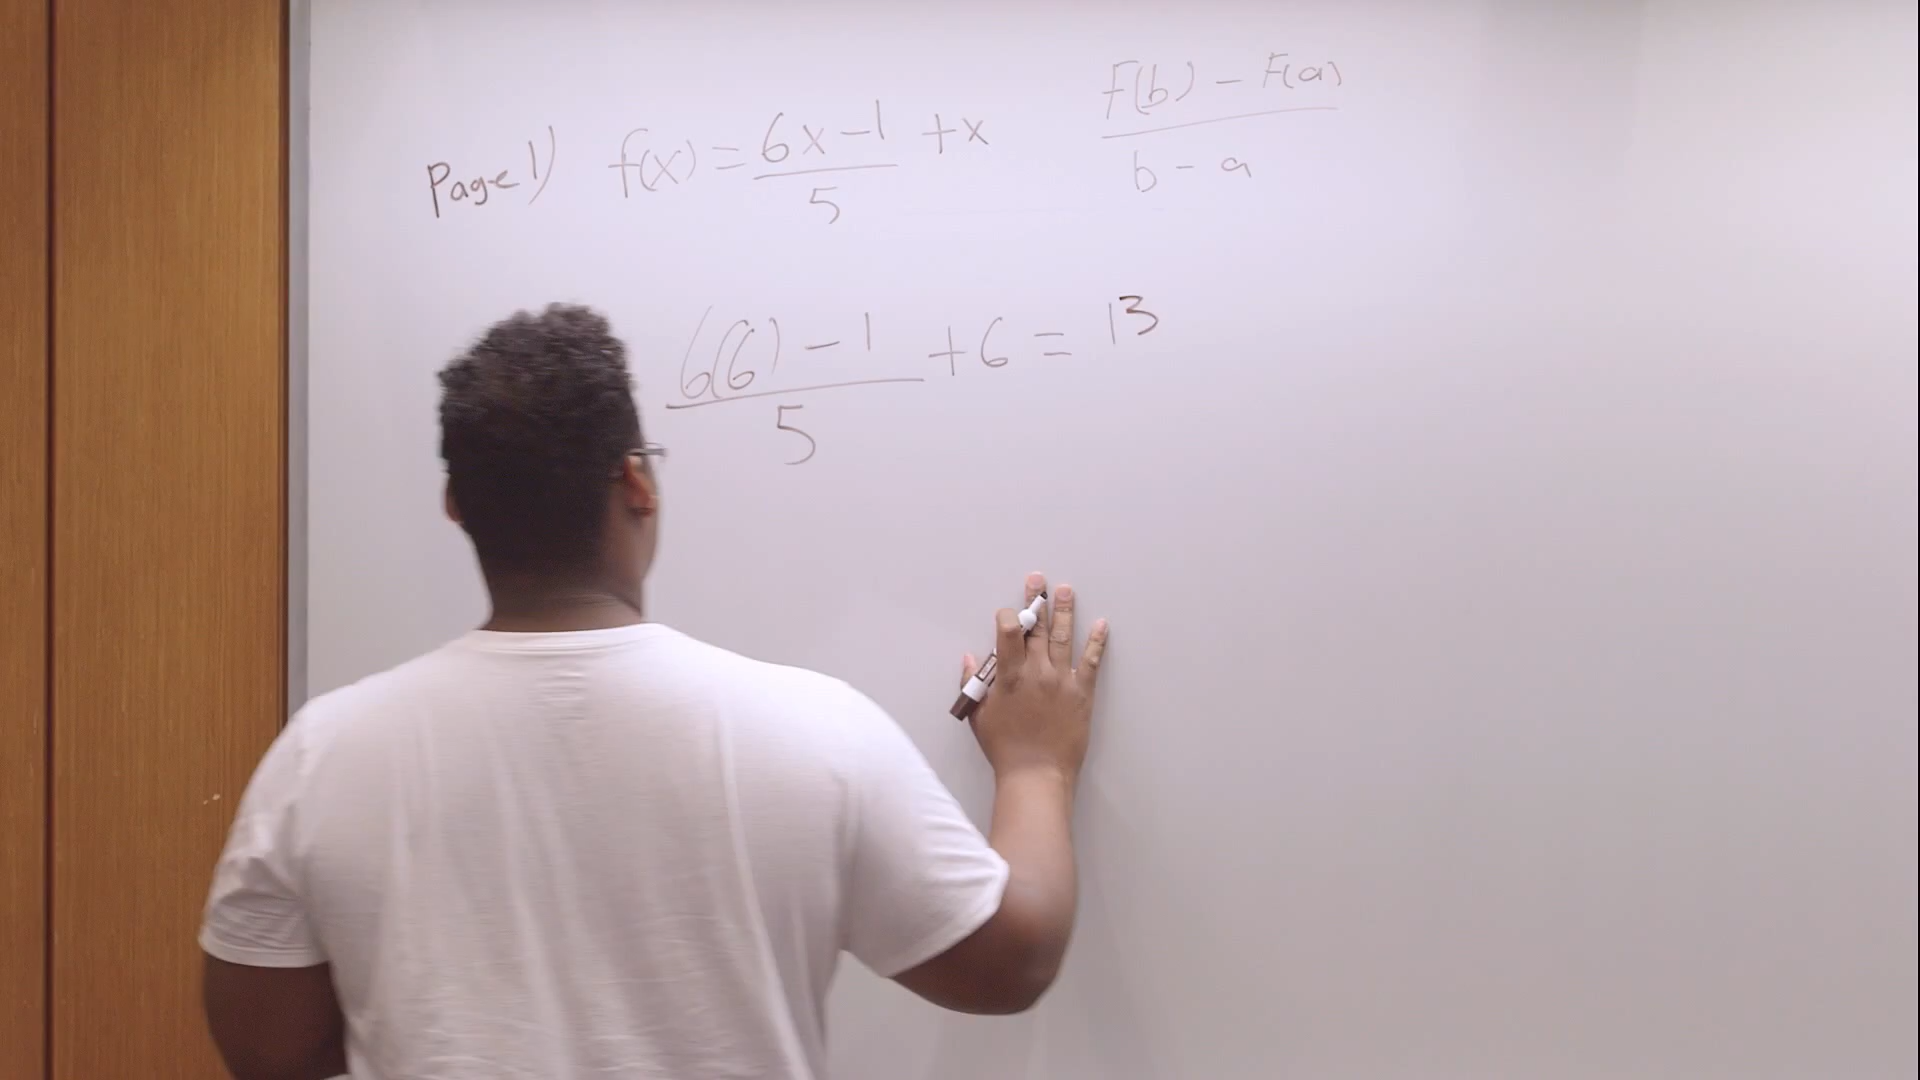 Page 1) f(x) = 6x-1/5 + x
F(b) - F(a)/b - a
6(6) - 1/5 + 6 = 13